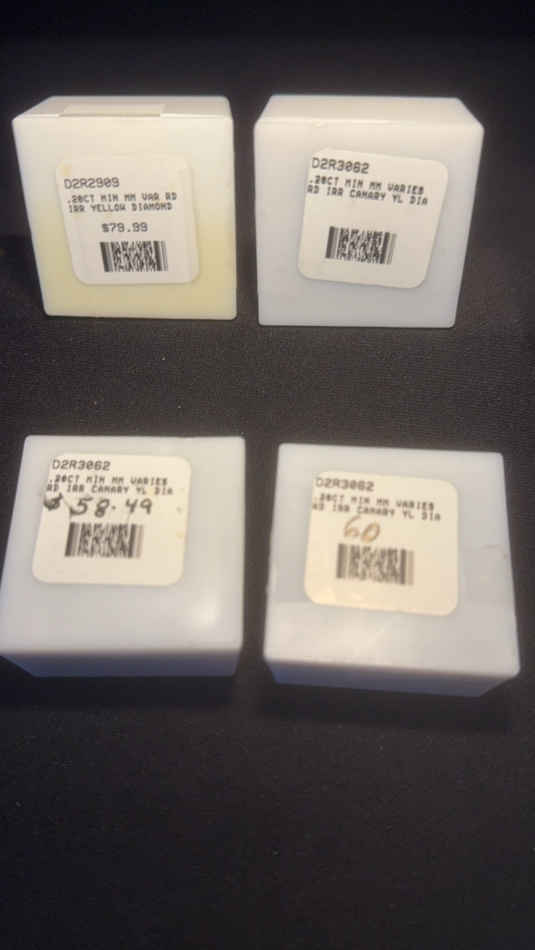 D2R2909
.20CT MIN MM VAR RD
IRR YELLOW DIAMOND
$79.99
D2R3062
.20CT MIN MM VARIES
RD IRR CANARY YL DIA
D2R3062
.20CT MIN MM VARIES
RD IRR CANARY YL DIA
$ 58.49
D2R3062
.20CT MIN MM VARIES
RD IRR CANARY YL DIA
60